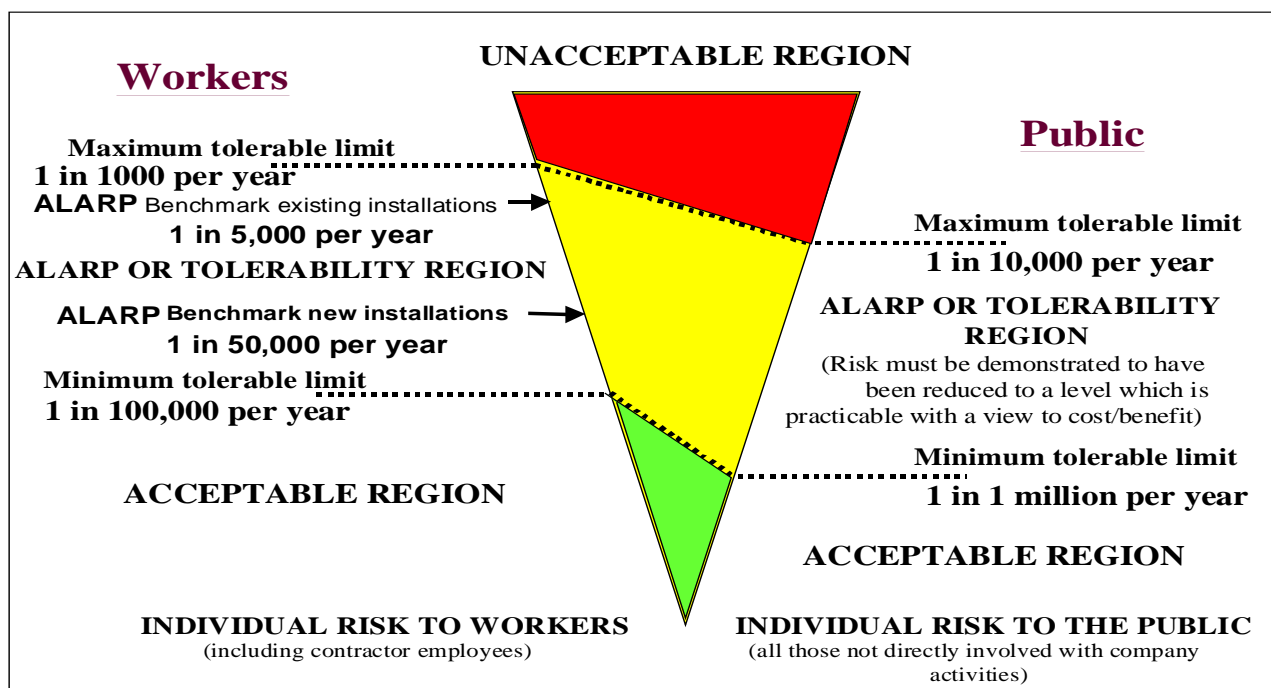 UNACCEPTABLE REGION
Workers
Maximum tolerable limit
1 in 1000 per year
ALARP Benchmark existing installations
1 in 5,000 per year
ALARP OR TOLERABILITY REGION
ALARP Benchmark new installations
1 in 50,000 per year
Minimum tolerable limit
1 in 100,000 per year
ACCEPTABLE REGION
INDIVIDUAL RISK TO WORKERS
(including contractor employees)
Public
Maximum tolerable limit
1 in 10,000 per year
ALARP OR TOLERABILITY
REGION
(Risk must be demonstrated to have
been reduced to a level which is
practicable with a view to cost/benefit)
Minimum tolerable limit
1 in 1 million per year
ACCEPTABLE REGION
INDIVIDUAL RISK TO THE PUBLIC
(all those not directly involved with company
activities)